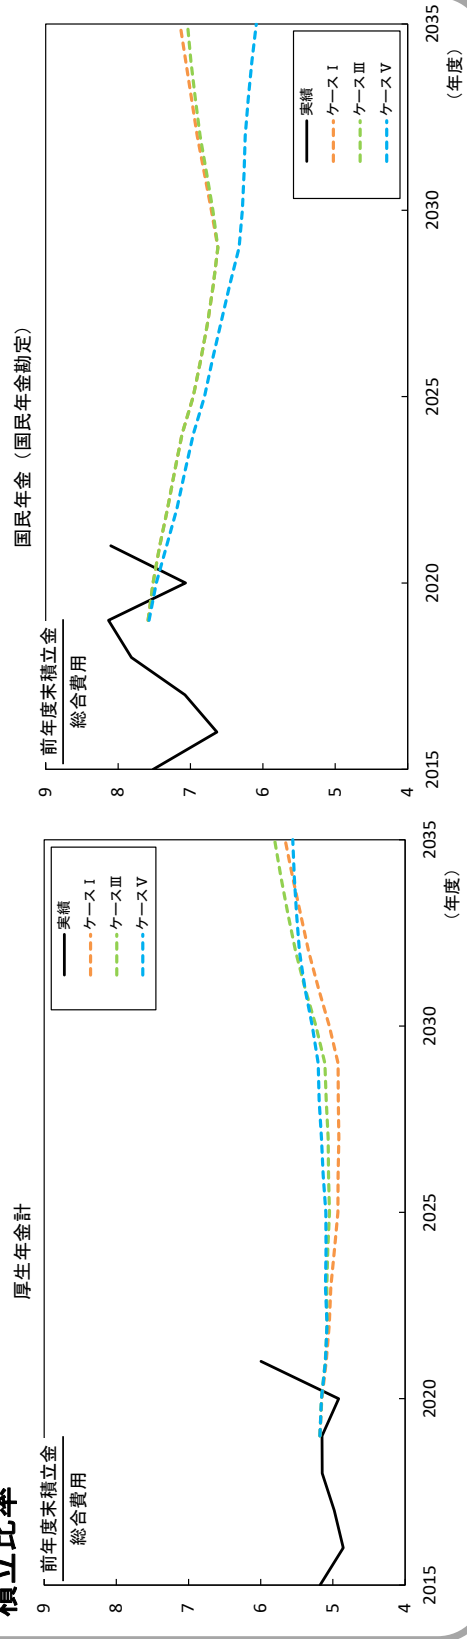 積立比率
厚生年金計
前年度末積立金
総合費用
9
8
7
6
5
4
2015
2020
2025
2030
2035
（年度）
実績
ケースⅠ
ケースⅢ
ケースⅤ
国民年金（国民年金勘定）
前年度末積立金
総合費用
9
8
7
6
5
4
2015
2020
2025
2030
2035
（年度）
実績
ケースⅠ
ケースⅢ
ケースⅤ